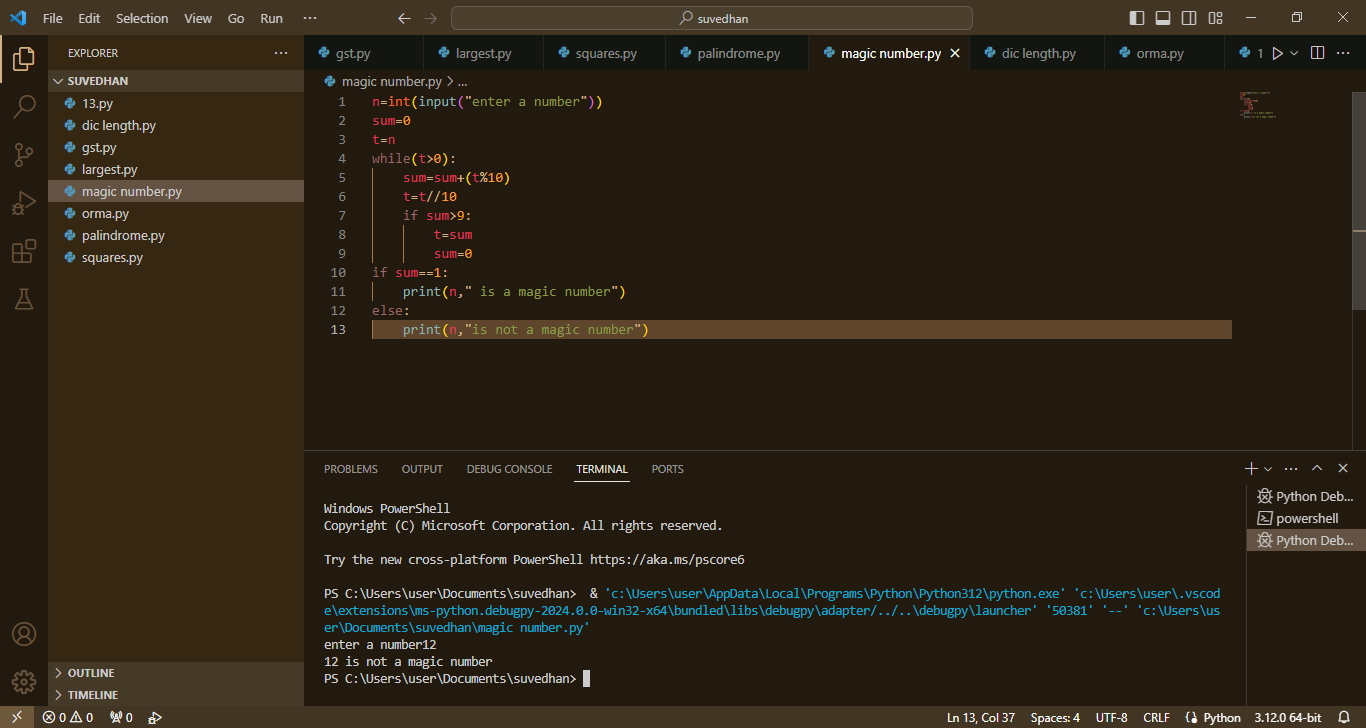 File Edit Selection View Go Run ··· ← → suvedhan
EXPLORER ···
SUVEDHAN
13.py
dic length.py
gst.py
largest.py
magic number.py
orma.py
palindrome.py
squares.py
OUTLINE
TIMELINE
gst.py largest.py squares.py palindrome.py magic number.py dic length.py orma.py 1
magic number.py > ...
1 n=int(input("enter a number"))
2 sum=0
3 t=n
4 while(t>0):
5 sum=sum+(t%10)
6 t=t//10
7 if sum>9:
8 t=sum
9 sum=0
10 if sum==1:
11 print(n," is a magic number")
12 else:
13 print(n,"is not a magic number")
PROBLEMS OUTPUT DEBUG CONSOLE TERMINAL PORTS
Windows PowerShell
Copyright (C) Microsoft Corporation. All rights reserved.
Try the new cross-platform PowerShell https://aka.ms/pscore6
PS C:\Users\user\Documents\suvedhan>  & 'c:\Users\user\AppData\Local\Programs\Python\Python312\python.exe' 'c:\Users\user\.vscod
e\extensions\ms-python.debugpy-2024.0.0-win32-x64\bundled\libs\debugpy\adapter/../..\debugpy\launcher' '50381' '--' 'c:\Users\us
er\Documents\suvedhan\magic number.py'
enter a number12
12 is not a magic number
PS C:\Users\user\Documents\suvedhan>
Python Deb...
powershell
Python Deb...
0 0 0 Ln 13, Col 37 Spaces: 4 UTF-8 CRLF Python 3.12.0 64-bit